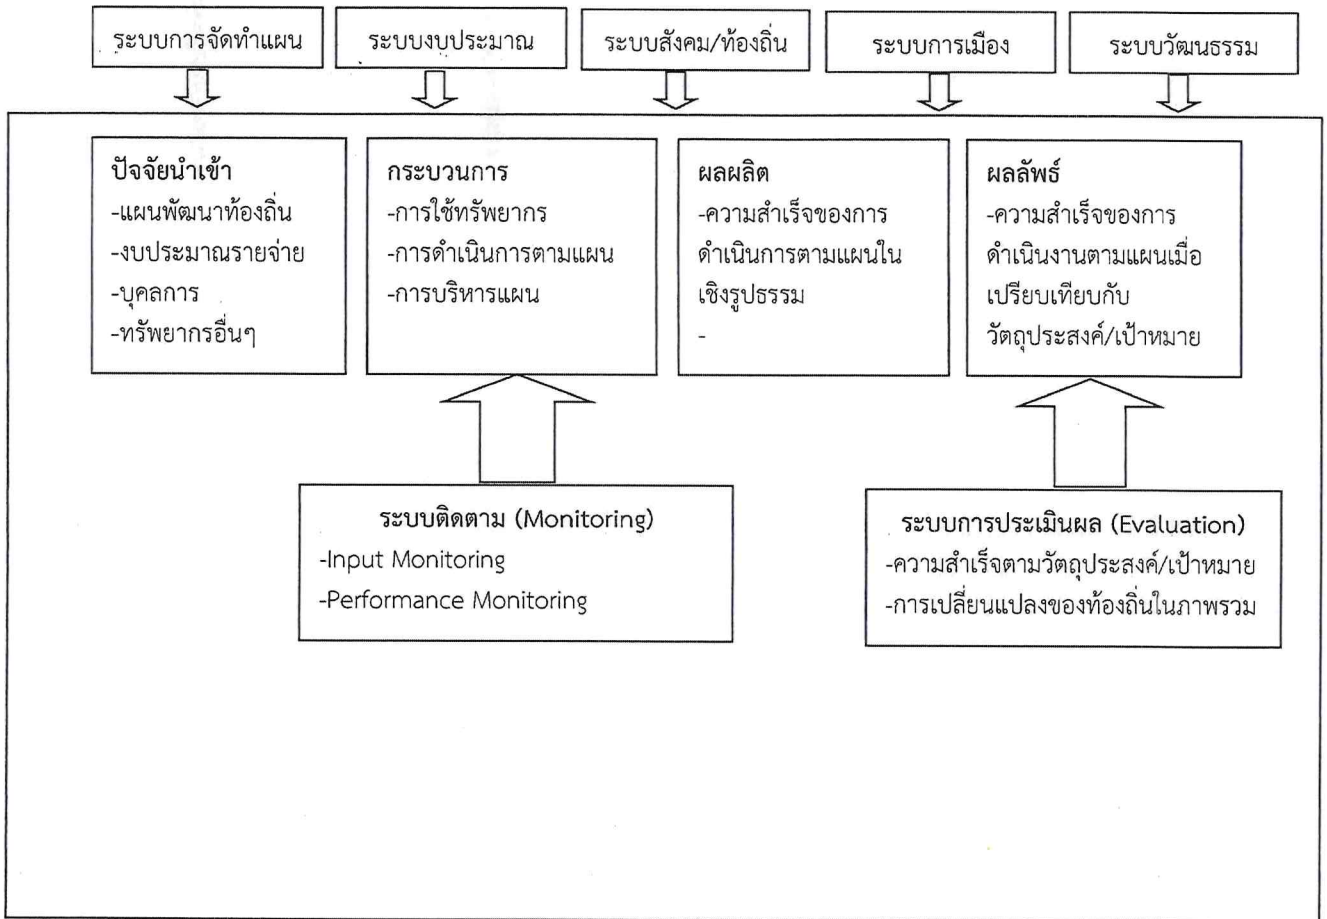 ระบบการจัดทำแผน
ระบบงบประมาณ
ระบบสังคม/ท้องถิ่น
ระบบการเมือง
ระบบวัฒนธรรม
ปัจจัยนำเข้า
-แผนพัฒนาท้องถิ่น
-งบประมาณรายจ่าย
-บุคลการ
-ทรัพยากรอื่นๆ
กระบวนการ
-การใช้ทรัพยากร
-การดำเนินการตามแผน
-การบริหารแผน
ผลผลิต
-ความสำเร็จของการ
ดำเนินการตามแผนใน
เชิงรูปธรรม
-
ผลลัพธ์
-ความสำเร็จของการ
ดำเนินงานตามแผนเมื่อ
เปรียบเทียบกับ
วัตถุประสงค์/เป้าหมาย
ระบบติดตาม (Monitoring)
-Input Monitoring
-Performance Monitoring
ระบบการประเมินผล (Evaluation)
-ความสำเร็จตามวัตถุประสงค์/เป้าหมาย
-การเปลี่ยนแปลงของท้องถิ่นในภาพรวม